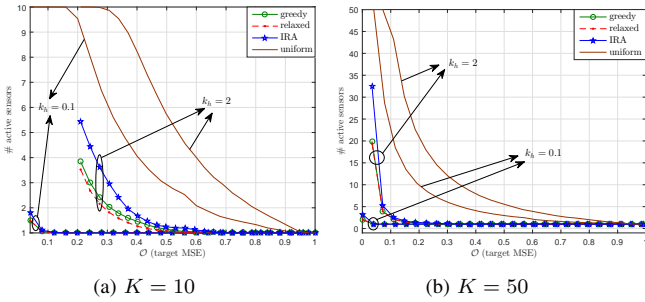 10
9
8
7
6
5
4
3
2
1
# active sensors
0.1
0.2
0.3
0.4
0.5
0.6
0.7
0.8
0.9
1
O (target MSE)
greedy
relaxed
IRA
uniform
k_h = 0.1
k_h = 2
(a) K = 10
50
45
40
35
30
25
20
15
10
5
0
# active sensors
0
0.1
0.2
0.3
0.4
0.5
0.6
0.7
0.8
0.9
1
O (target MSE)
greedy
relaxed
IRA
uniform
k_h = 2
k_h = 0.1
(b) K = 50